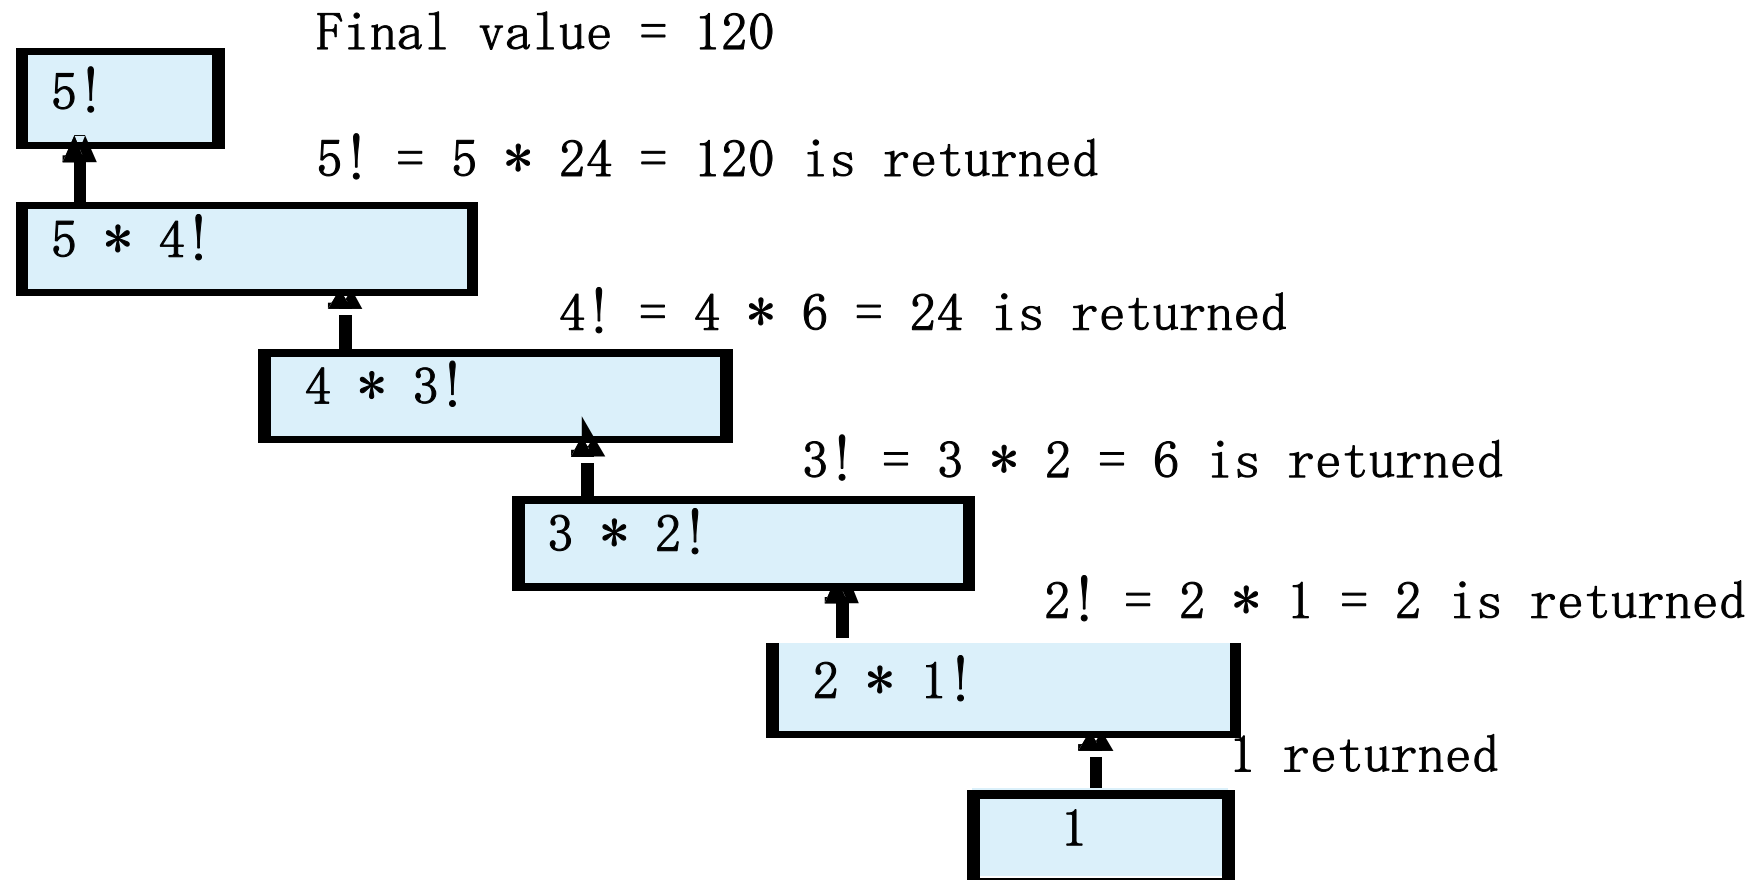 Final value = 120
5!
5! = 5 * 24 = 120 is returned
5 * 4!
4! = 4 * 6 = 24 is returned
4 * 3!
3! = 3 * 2 = 6 is returned
3 * 2!
2! = 2 * 1 = 2 is returned
2 * 1!
1 returned
1